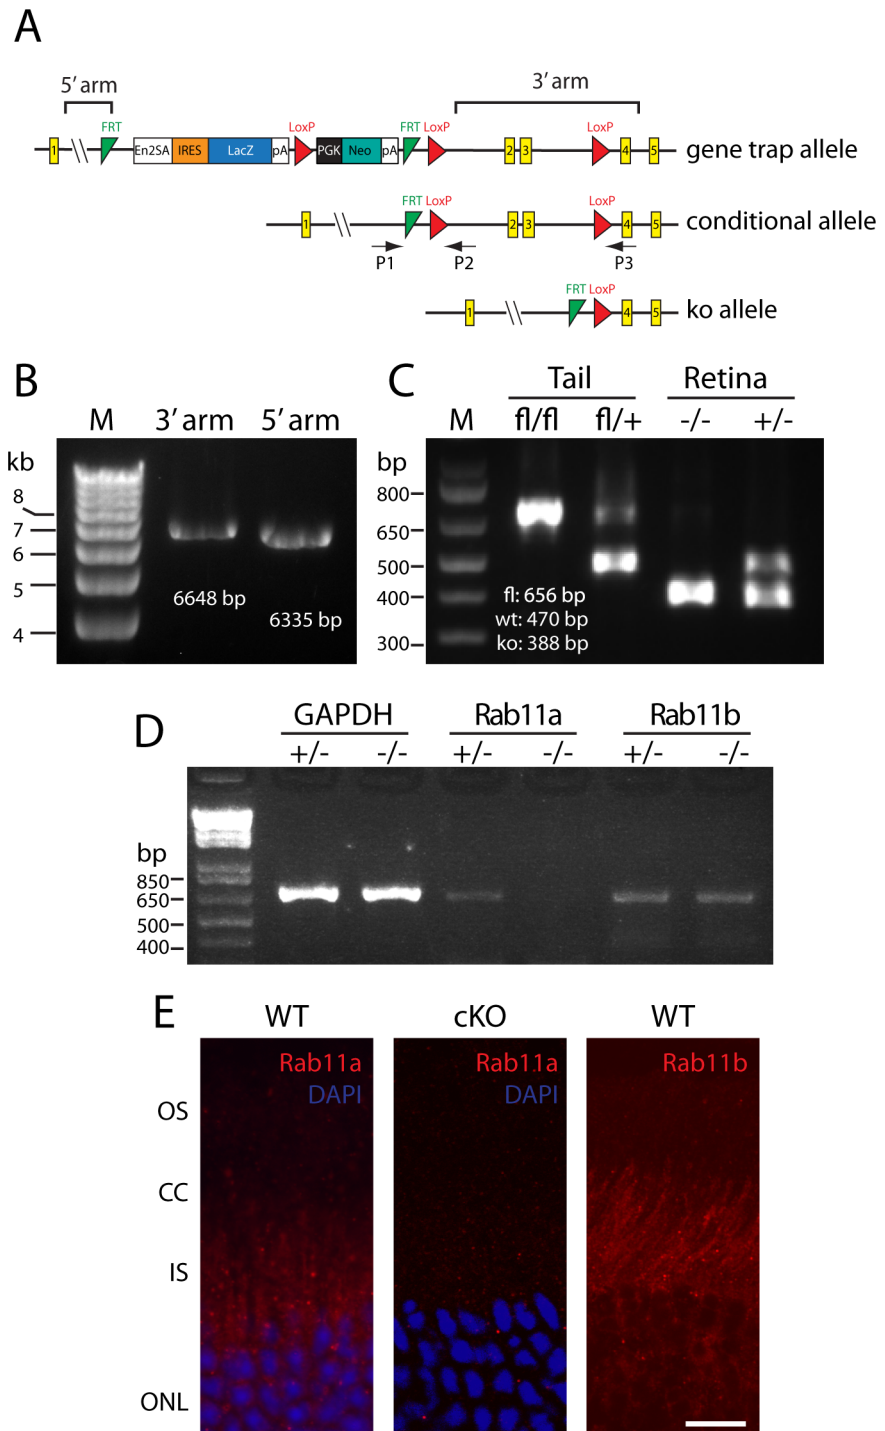 A
5' arm
3' arm
FRT LoxP FRT LoxP LoxP
1 En2SA IRES LacZ pA PGK Neo pA 2 3 4 5 gene trap allele
FRT LoxP LoxP
1 2 3 4 5 conditional allele
P1 P2 P3
FRT LoxP
1 4 5 ko allele
B
M 3' arm 5' arm
kb
8
7
6
5
4
6648 bp
6335 bp
C
Tail Retina
M fl/fl fl/+ -/- +/-
bp
800
650
500
400
300
fl: 656 bp
wt: 470 bp
ko: 388 bp
D
GAPDH Rab11a Rab11b
+/- -/- +/- -/- +/- -/-
bp
850
650
500
400
E
WT cKO WT
Rab11a Rab11a Rab11b
DAPI DAPI
OS
CC
IS
ONL